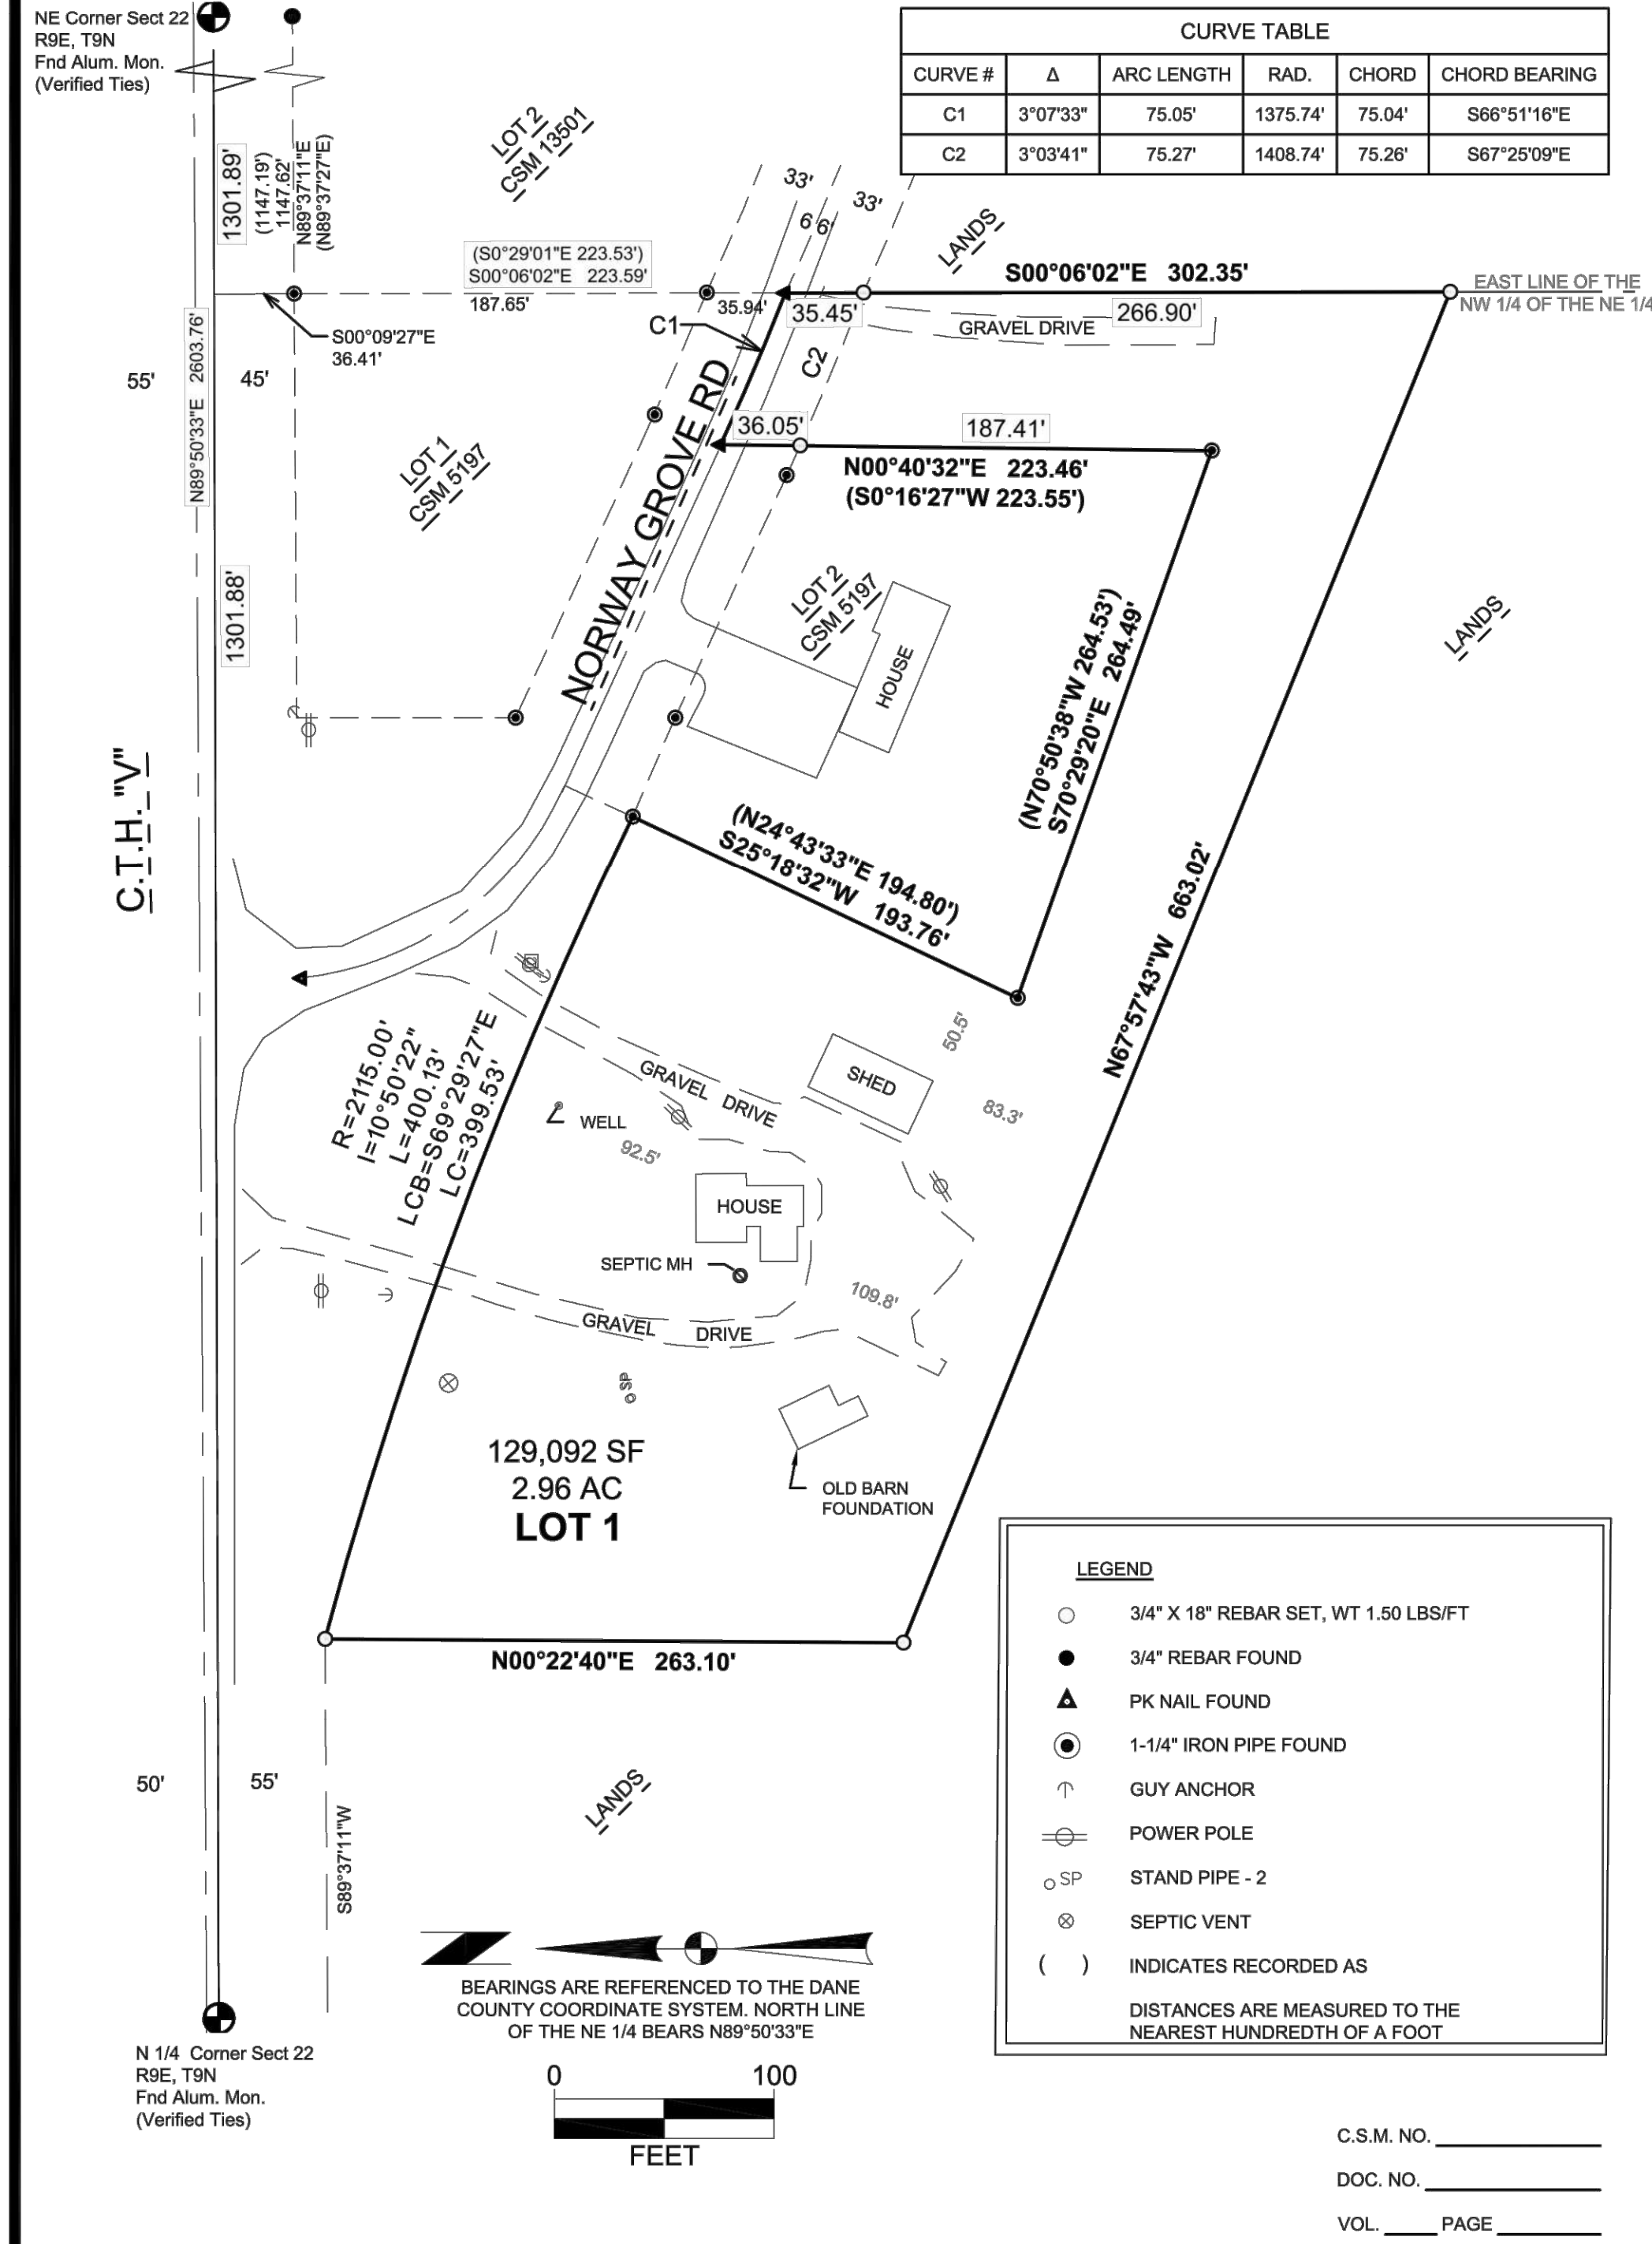 NE Corner Sect 22
R9E, T9N
Fnd Alum. Mon.
(Verified Ties)
CURVE TABLE
CURVE # Δ ARC LENGTH RAD. CHORD CHORD BEARING
C1 3°07'33" 75.05' 1375.74' 75.04' S66°51'16"E
C2 3°03'41" 75.27' 1408.74' 75.26' S67°25'09"E
1301.89'
(1147.19')
1147.62'
N89°37'11"E
(N89°37'27"E)
LOT 2
CSM 13501
33'
33'
6'
6'
LANDS
(S0°29'01"E 223.53')
S00°06'02"E 223.59'
187.65'
35.94'
S00°06'02"E 302.35'
35.45'
266.90'
EAST LINE OF THE
NW 1/4 OF THE NE 1/4
GRAVEL DRIVE
C1
C2
S00°09'27"E
36.41'
55'
N89°50'33"E 2603.76'
45'
LOT 1
CSM 5197
NORWAY GROVE RD
36.05'
187.41'
N00°40'32"E 223.46'
(S0°16'27"W 223.55')
1301.88'
LOT 2
CSM 5197
HOUSE
(N70°50'38"W 264.53')
S70°29'20"E 264.49'
LANDS
C.T.H. "V"
(N24°43'33"E 194.80')
S25°18'32"W 193.76'
N67°57'43"W 663.02'
R=2115.00'
I=10°50'22"
L=400.13'
LCB=S69°29'27"E
LC=399.53'
GRAVEL DRIVE
SHED
50.5'
83.3'
WELL
92.5'
HOUSE
SEPTIC MH
109.8'
GRAVEL DRIVE
SP
129,092 SF
2.96 AC
LOT 1
OLD BARN
FOUNDATION
N00°22'40"E 263.10'
LEGEND
3/4" X 18" REBAR SET, WT 1.50 LBS/FT
3/4" REBAR FOUND
PK NAIL FOUND
1-1/4" IRON PIPE FOUND
GUY ANCHOR
POWER POLE
SP STAND PIPE - 2
SEPTIC VENT
( ) INDICATES RECORDED AS
DISTANCES ARE MEASURED TO THE
NEAREST HUNDREDTH OF A FOOT
50'
55'
S89°37'11"W
LANDS
BEARINGS ARE REFERENCED TO THE DANE
COUNTY COORDINATE SYSTEM. NORTH LINE
OF THE NE 1/4 BEARS N89°50'33"E
N 1/4 Corner Sect 22
R9E, T9N
Fnd Alum. Mon.
(Verified Ties)
0 100
FEET
C.S.M. NO.
DOC. NO.
VOL. PAGE